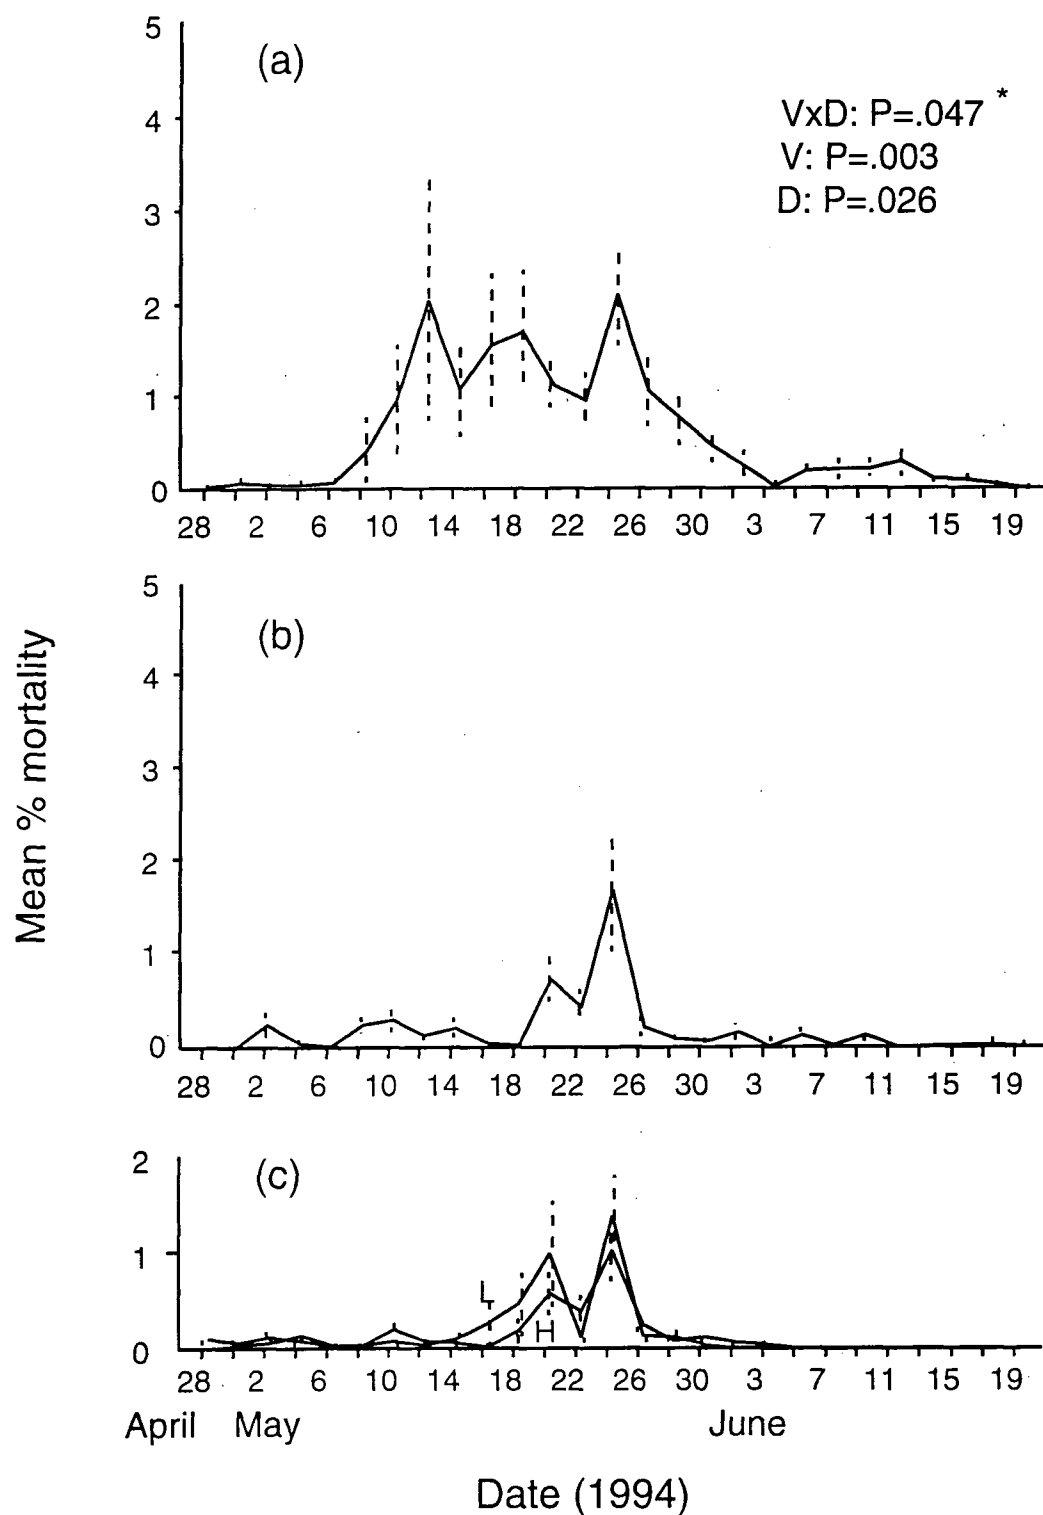 5
(a)
VxD: P=.047 *
4
V: P=.003
D: P=.026
3
2
1
0
28 2 6 10 14 18 22 26 30 3 7 11 15 19
5
(b)
4
3
2
1
0
28 2 6 10 14 18 22 26 30 3 7 11 15 19
Mean % mortality
2
(c)
1
L
H
0
28 2 6 10 14 18 22 26 30 3 7 11 15 19
April May June
Date (1994)